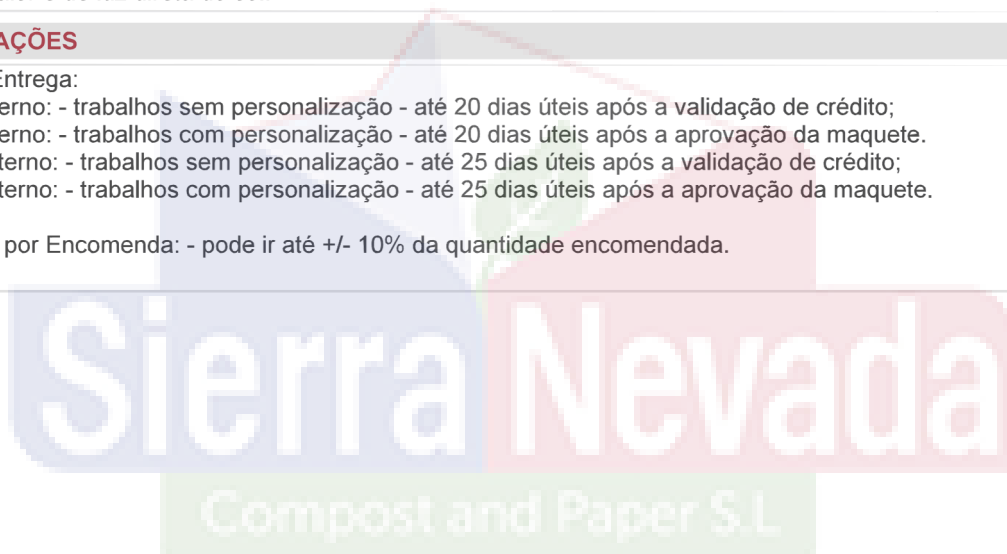 AÇÕES
Entrega:
erno: - trabalhos sem personalização - até 20 dias úteis após a validação de crédito;
erno: - trabalhos com personalização - até 20 dias úteis após a aprovação da maquete.
terno: - trabalhos sem personalização - até 25 dias úteis após a validação de crédito;
terno: - trabalhos com personalização - até 25 dias úteis após a aprovação da maquete.
por Encomenda: - pode ir até +/- 10% da quantidade encomendada.
Sierra Nevada
Compost and Paper S.L